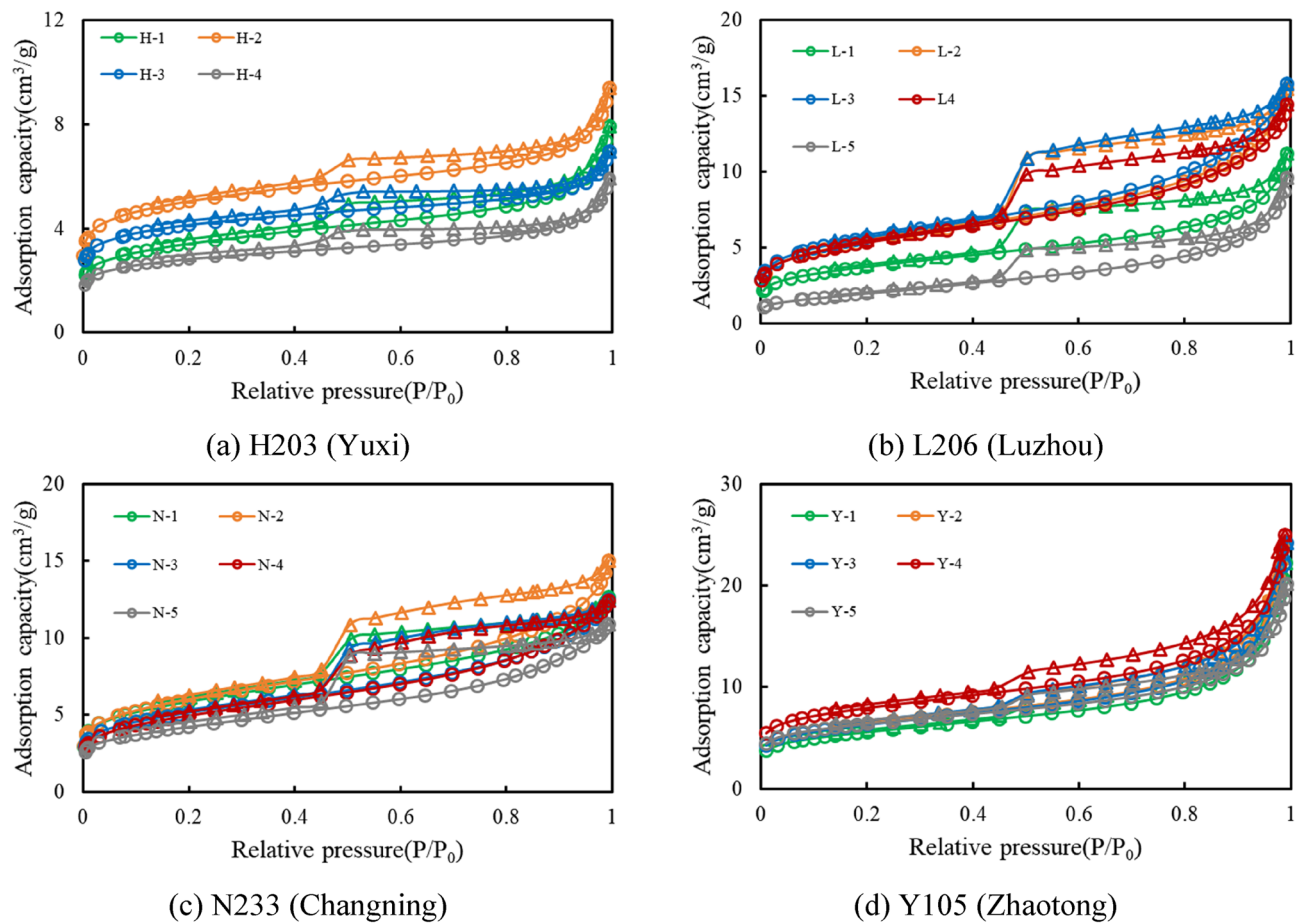 Adsorption capacity(cm³/g)
12
8
4
0
H-1 H-2
H-3 H-4
0 0.2 0.4 0.6 0.8 1
Relative pressure(P/P₀)
(a) H203 (Yuxi)
Adsorption capacity(cm³/g)
20
15
10
5
0
L-1 L-2
L-3 L4
L-5
0 0.2 0.4 0.6 0.8 1
Relative pressure(P/P₀)
(b) L206 (Luzhou)
Adsorption capacity(cm³/g)
20
15
10
5
0
N-1 N-2
N-3 N-4
N-5
0 0.2 0.4 0.6 0.8 1
Relative pressure(P/P₀)
(c) N233 (Changning)
Adsorption capacity(cm³/g)
30
20
10
0
Y-1 Y-2
Y-3 Y-4
Y-5
0 0.2 0.4 0.6 0.8 1
Relative pressure(P/P₀)
(d) Y105 (Zhaotong)